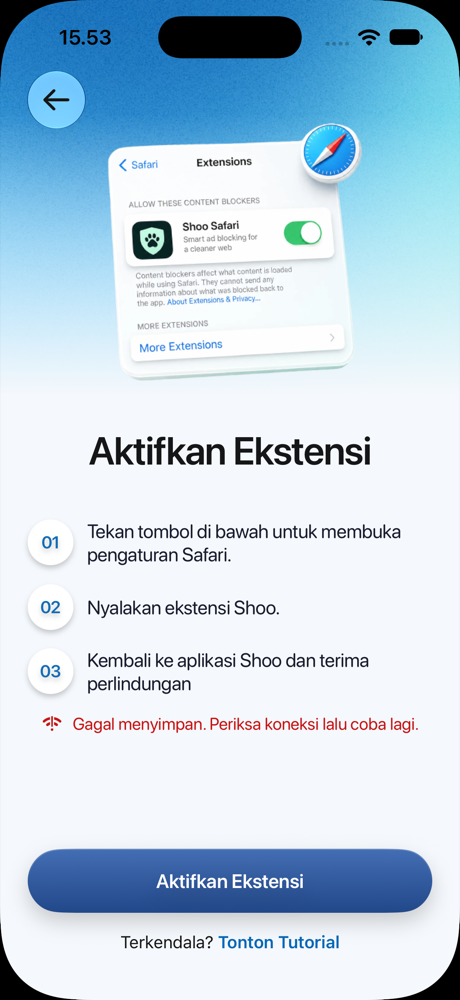 15.53
Safari
Extensions
ALLOW THESE CONTENT BLOCKERS
Shoo Safari
Smart ad blocking for
a cleaner web
Content blockers affect what content is loaded
while using Safari. They cannot send any
information about what was blocked back to
the app. About Extensions & Privacy...
MORE EXTENSIONS
More Extensions
Aktifkan Ekstensi
01
Tekan tombol di bawah untuk membuka
pengaturan Safari.
02
Nyalakan ekstensi Shoo.
03
Kembali ke aplikasi Shoo dan terima
perlindungan
Gagal menyimpan. Periksa koneksi lalu coba lagi.
Aktifkan Ekstensi
Terkendala? Tonton Tutorial